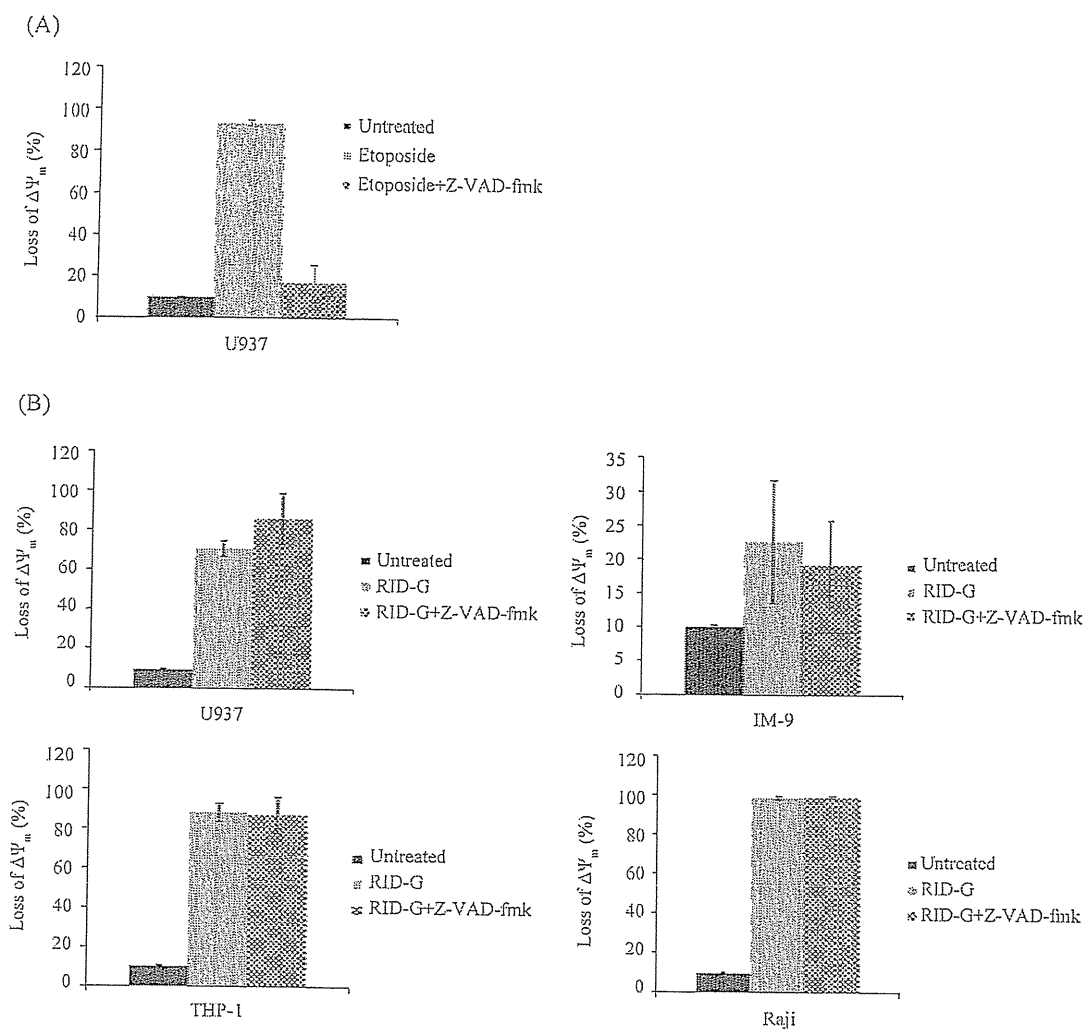 (A)
120
100
80
60
40
20
0
Loss of ΔΨm (%)
Untreated
Etoposide
Etoposide+Z-VAD-fmk
U937
(B)
120
100
80
60
40
20
0
Loss of ΔΨm (%)
Untreated
RID-G
RID-G+Z-VAD-fmk
U937
35
30
25
20
15
10
5
0
Loss of ΔΨm (%)
Untreated
RID-G
RID-G+Z-VAD-fmk
IM-9
120
100
80
60
40
20
0
Loss of ΔΨm (%)
Untreated
RID-G
RID-G+Z-VAD-fmk
THP-1
120
100
80
60
40
20
0
Loss of ΔΨm (%)
Untreated
RID-G
RID-G+Z-VAD-fmk
Raji